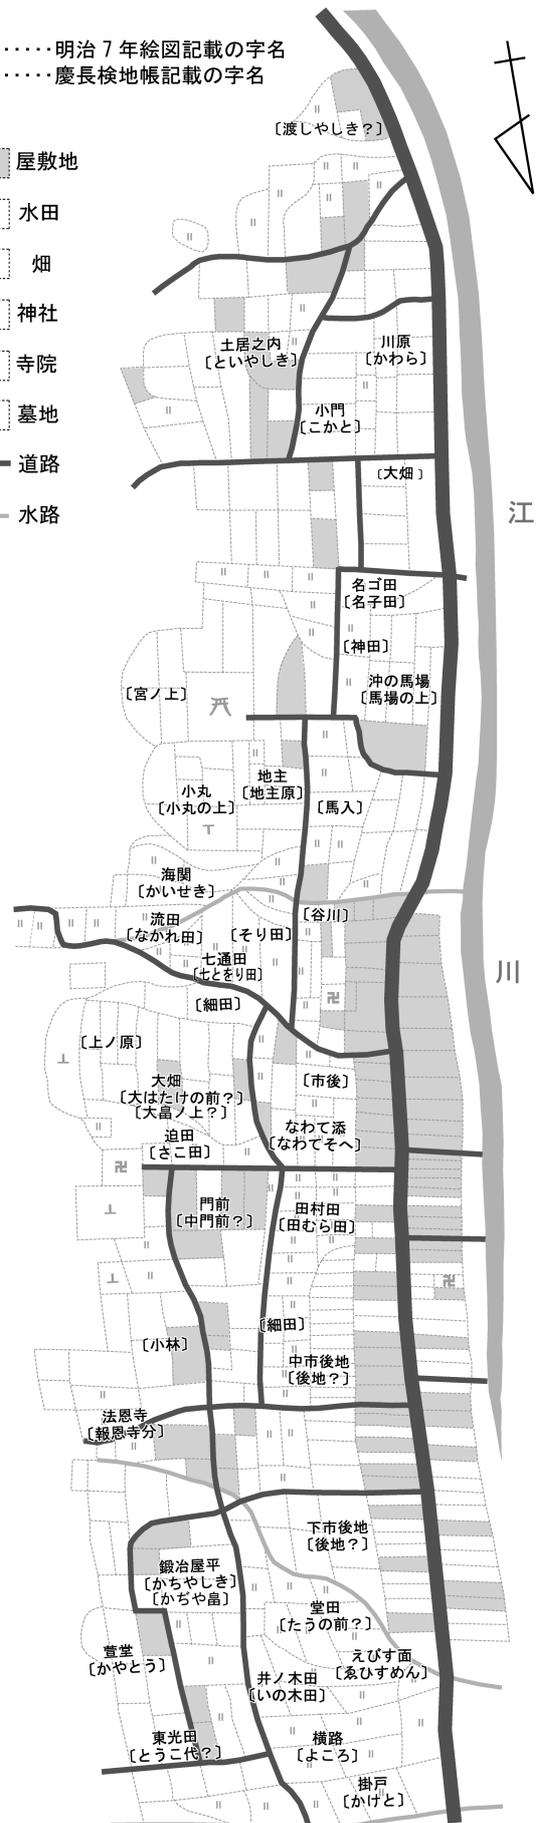 ‥‥‥明治7年絵図記載の字名
‥‥‥慶長検地帳記載の字名
屋敷地
水田
畑
神社
寺院
墓地
道路
水路
〔渡しやしき？〕
土居之内
〔といやしき〕
川原
〔かわら〕
小門
〔こかと〕
〔大畑〕
江
名ゴ田
〔名子田〕
〔神田〕
沖の馬場
〔馬場の上〕
〔宮ノ上〕
地主
〔地主原〕
小丸
〔小丸の上〕
〔馬入〕
海関
〔かいせき〕
流田
〔なかれ田〕
〔そり田〕
〔谷川〕
七通田
〔七とをり田〕
川
〔細田〕
〔上ノ原〕
大畑
〔大はたけの前？〕
〔大畠ノ上？〕
〔市後〕
なわて添
〔なわてそへ〕
迫田
〔さこ田〕
門前
〔中門前？〕
田村田
〔田むら田〕
〔細田〕
〔小林〕
中市後地
〔後地？〕
法恩寺
〔報恩寺分〕
下市後地
〔後地？〕
鍛冶屋平
〔かちやしき〕
〔かぢや畠〕
堂田
〔たうの前？〕
萱堂
〔かやとう〕
えびす面
〔ゑひすめん〕
井ノ木田
〔いの木田〕
東光田
〔とうこ代？〕
横路
〔よころ〕
掛戸
〔かけと〕